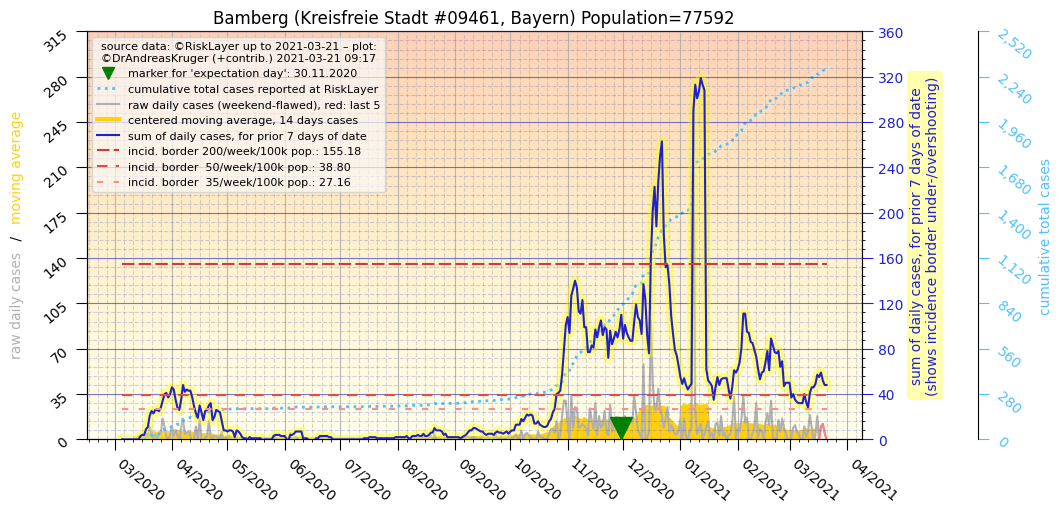 Bamberg (Kreisfreie Stadt #09461, Bayern) Population=77592
source data: ©RiskLayer up to 2021-03-21 – plot:
©DrAndreasKruger (+contrib.) 2021-03-21 09:17
marker for 'expectation day': 30.11.2020
cumulative total cases reported at RiskLayer
raw daily cases (weekend-flawed), red: last 5
centered moving average, 14 days cases
sum of daily cases, for prior 7 days of date
incid. border 200/week/100k pop.: 155.18
incid. border  50/week/100k pop.: 38.80
incid. border  35/week/100k pop.: 27.16
raw daily cases / moving average
315
280
245
210
175
140
105
70
35
0
03/2020
04/2020
05/2020
06/2020
07/2020
08/2020
09/2020
10/2020
11/2020
12/2020
01/2021
02/2021
03/2021
04/2021
360
320
280
240
200
160
120
80
40
0
sum of daily cases, for prior 7 days of date
(shows incidence border under-/overshooting)
2,520
2,240
1,960
1,680
1,400
1,120
840
560
280
0
cumulative total cases